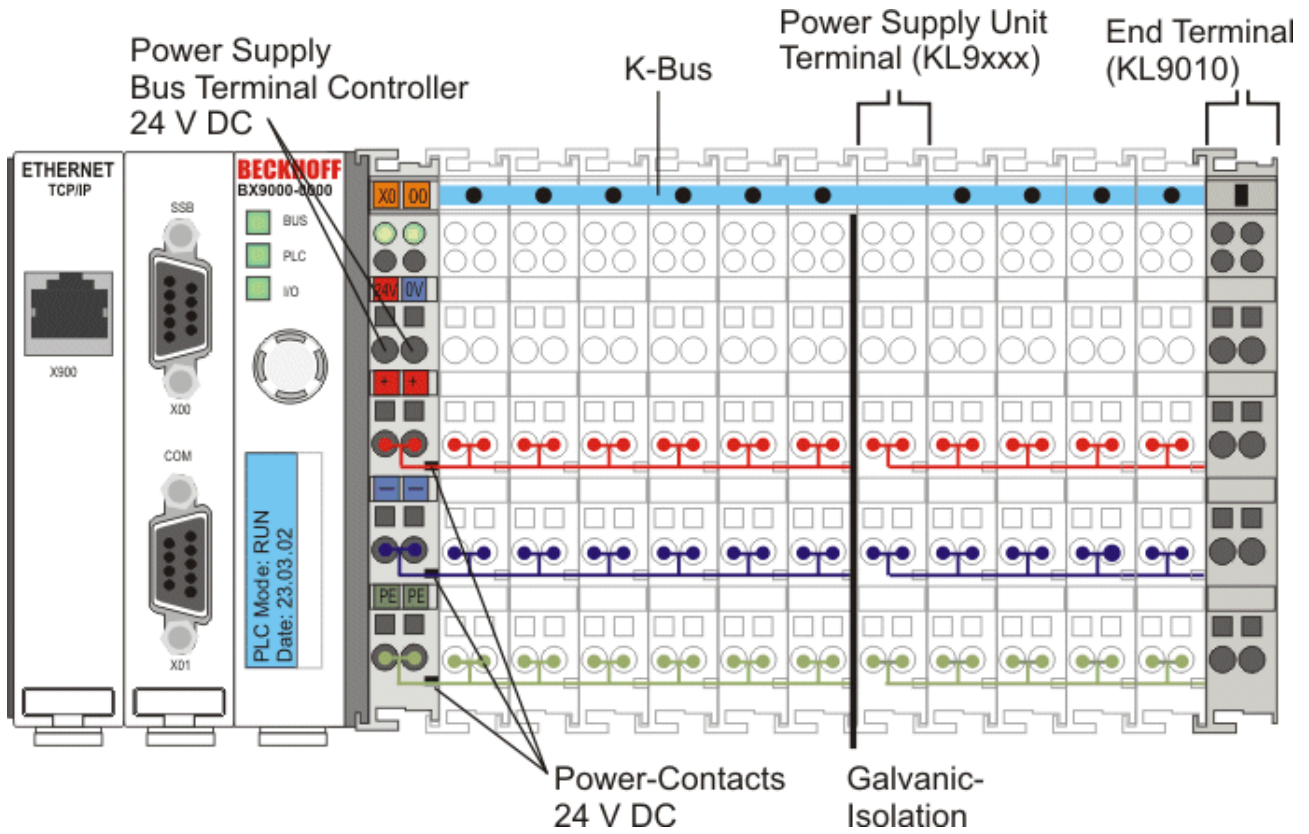 Power Supply
Bus Terminal Controller
24 V DC
K-Bus
Power Supply Unit
Terminal (KL9xxx)
End Terminal
(KL9010)
ETHERNET
TCP/IP
X900
SSB
X00
COM
X01
BECKHOFF
BX9000-0000
BUS
PLC
I/O
PLC Mode: RUN
Date: 23.03.02
X0 00
24V 0V
+ +
— —
PE PE
Power-Contacts
24 V DC
Galvanic-
Isolation